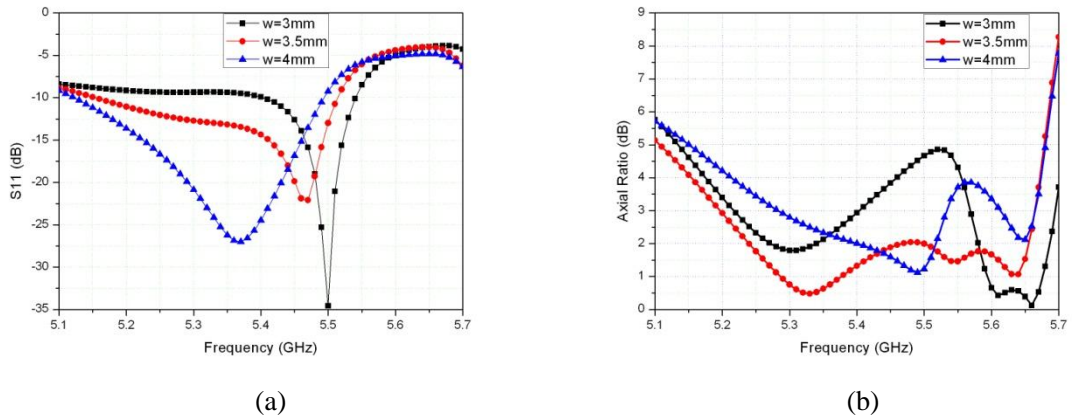 w=3mm
w=3.5mm
w=4mm
0
-5
-10
-15
-20
-25
-30
-35
S11 (dB)
5.1 5.2 5.3 5.4 5.5 5.6 5.7
Frequency (GHz)
(a)
w=3mm
w=3.5mm
w=4mm
9
8
7
6
5
4
3
2
1
0
Axial Ratio (dB)
5.1 5.2 5.3 5.4 5.5 5.6 5.7
Frequency (GHz)
(b)